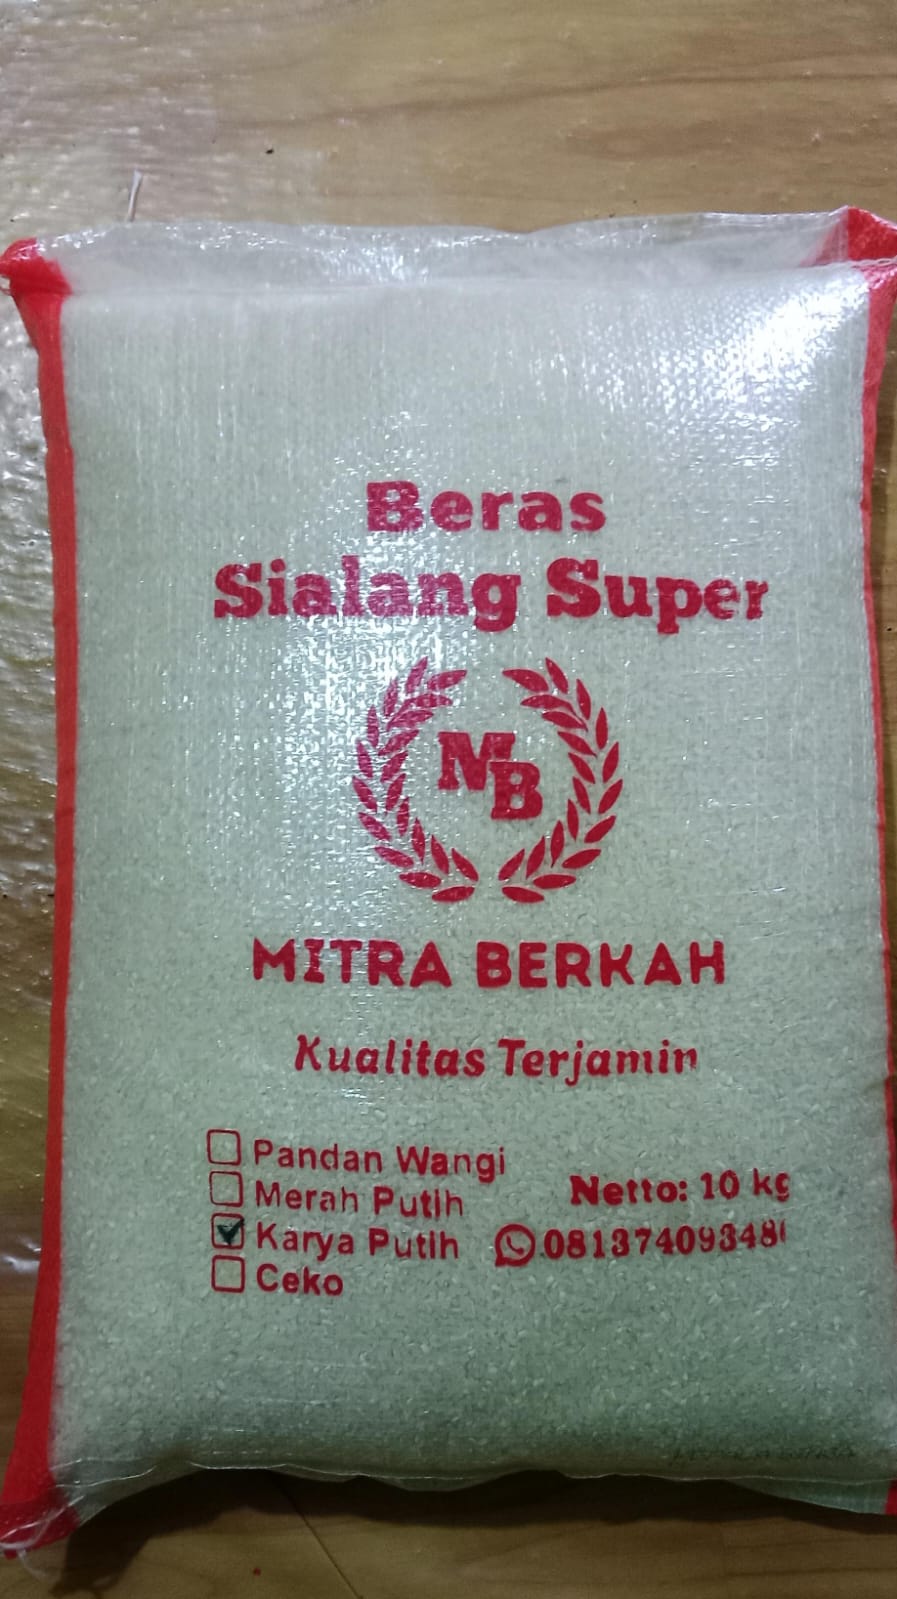 Beras
Sialang Super
MB
MITRA BERKAH
Kualitas Terjamin
Pandan Wangi
Merah Putih
Karya Putih
Ceko
Netto: 10 kg